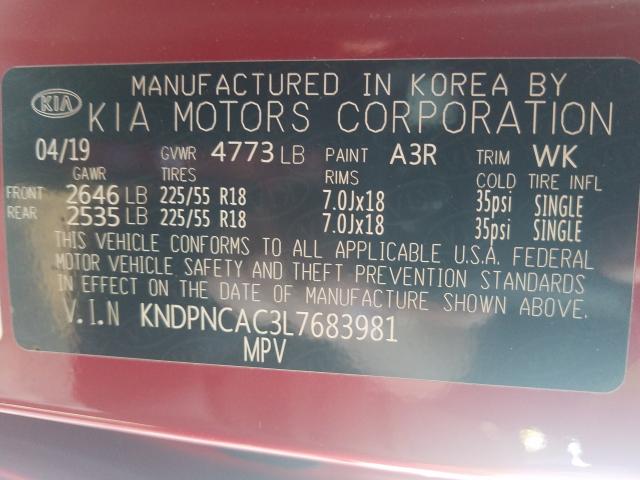 MANUFACTURED IN KOREA BY
KIA KIA MOTORS CORPORATION
04/19 GVWR 4773 LB PAINT A3R TRIM WK
GAWR TIRES RIMS COLD TIRE INFL
FRONT 2646 LB 225/55 R18 7.0Jx18 35psi SINGLE
REAR 2535 LB 225/55 R18 7.0Jx18 35psi SINGLE
THIS VEHICLE CONFORMS TO ALL APPLICABLE U.S.A. FEDERAL
MOTOR VEHICLE SAFETY AND THEFT PREVENTION STANDARDS
IN EFFECT ON THE DATE OF MANUFACTURE SHOWN ABOVE.
V.I.N KNDPNCAC3L7683981
MPV